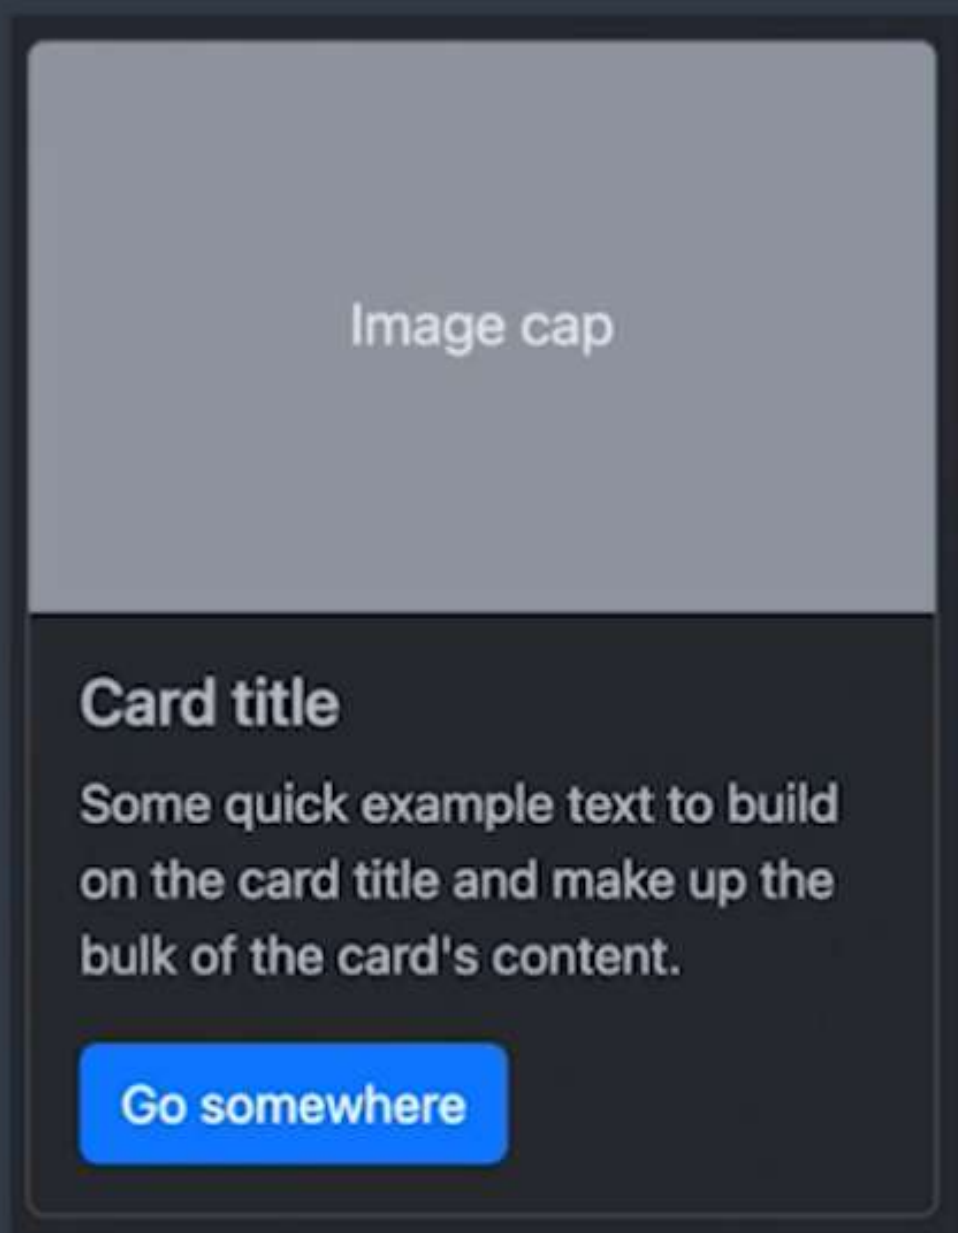 Image cap
Card title
Some quick example text to build
on the card title and make up the
bulk of the card's content.
Go somewhere